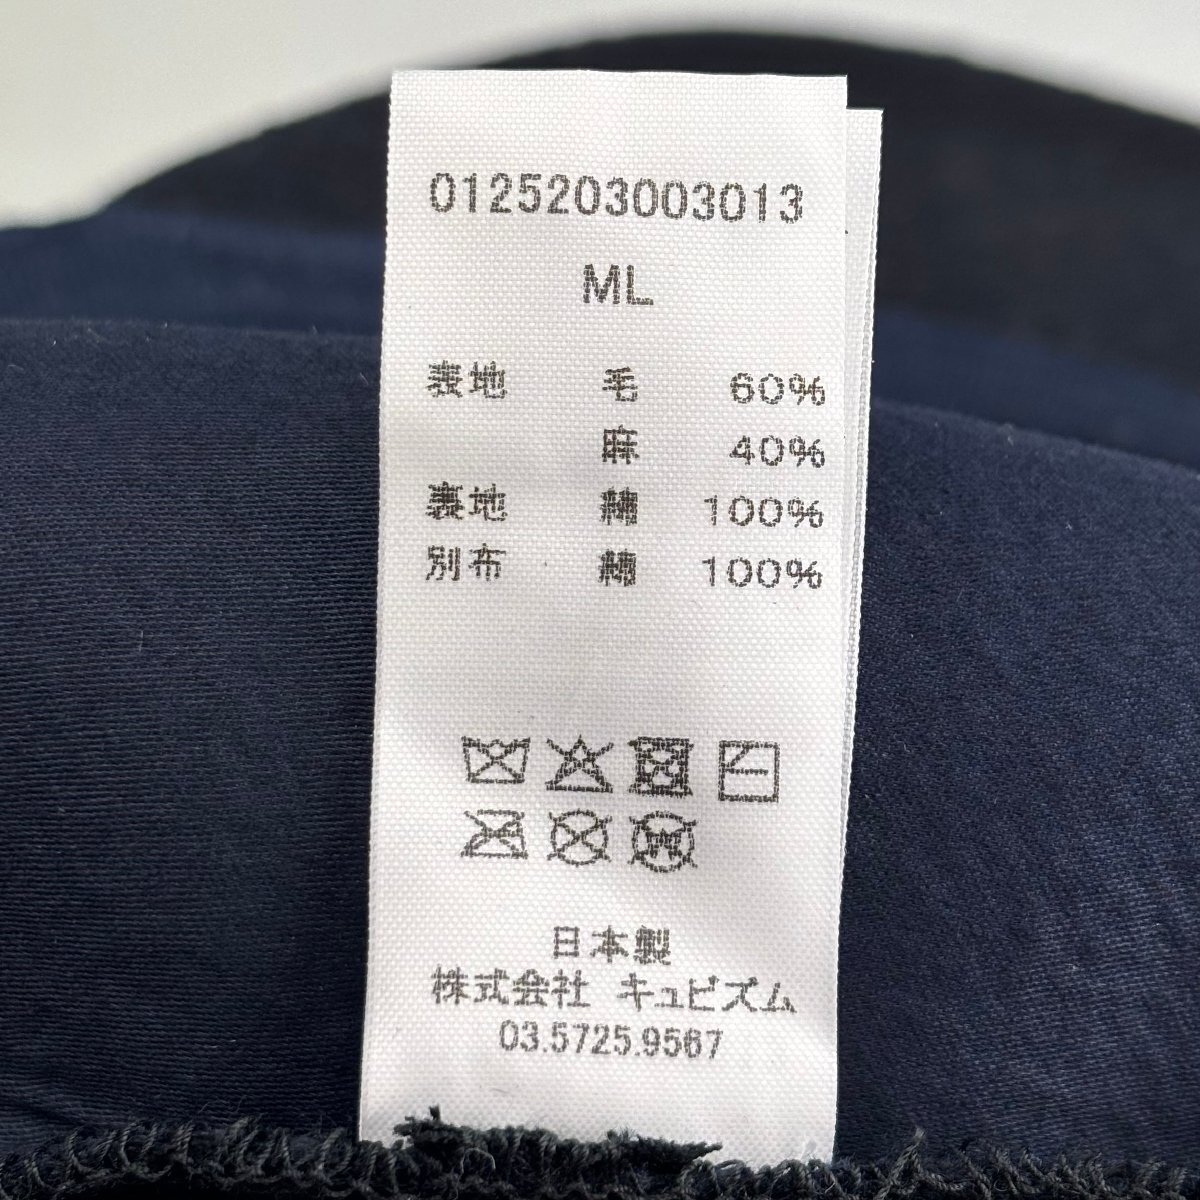 0125203003013
ML
表地 毛 60%
麻 40%
裏地 綿 100%
別布 綿 100%
日本製
株式会社 キュビズム
03.5725.9567